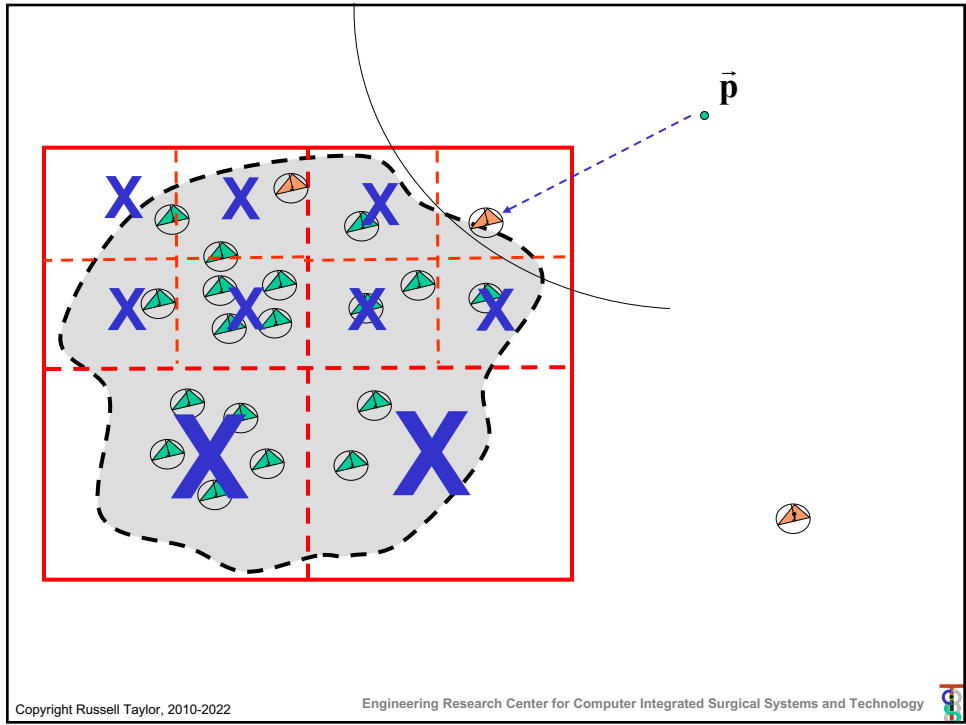 p
X X X
X X X X
X X
Copyright Russell Taylor, 2010-2022
Engineering Research Center for Computer Integrated Surgical Systems and Technology